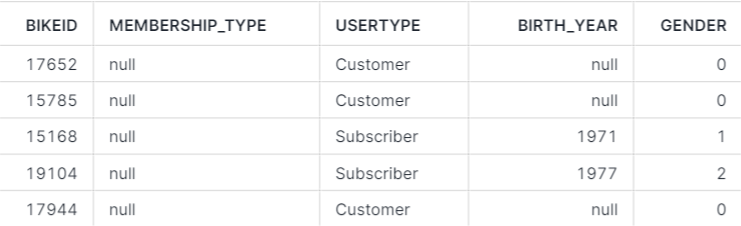 BIKEID MEMBERSHIP_TYPE USERTYPE BIRTH_YEAR GENDER
17652 null Customer null 0
15785 null Customer null 0
15168 null Subscriber 1971 1
19104 null Subscriber 1977 2
17944 null Customer null 0